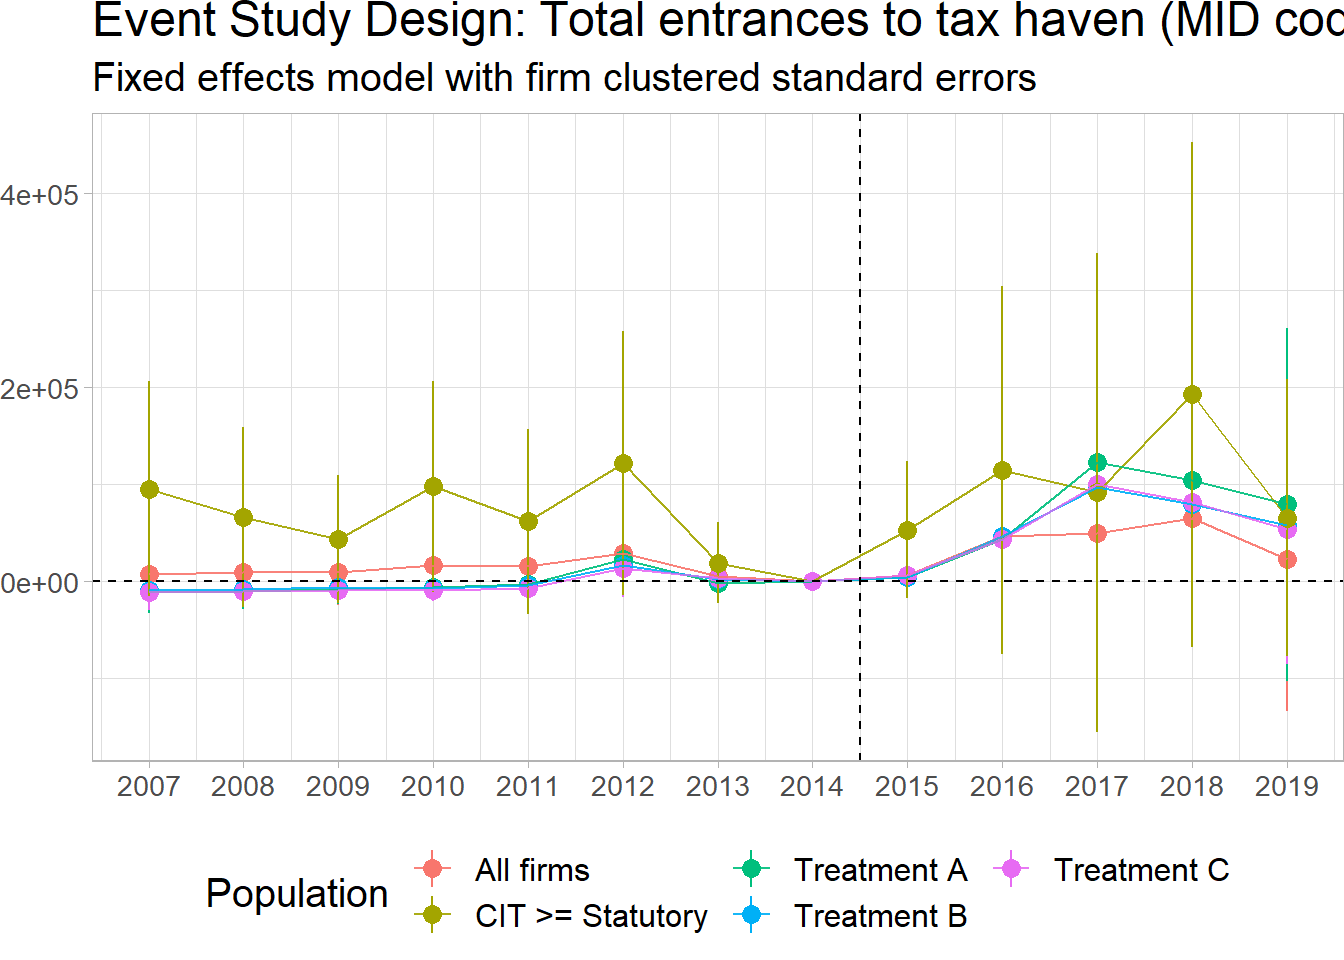 Event Study Design: Total entrances to tax haven (MID cod
Fixed effects model with firm clustered standard errors
4e+05
2e+05
0e+00
2007 2008 2009 2010 2011 2012 2013 2014 2015 2016 2017 2018 2019
Population
All firms
CIT >= Statutory
Treatment A
Treatment B
Treatment C